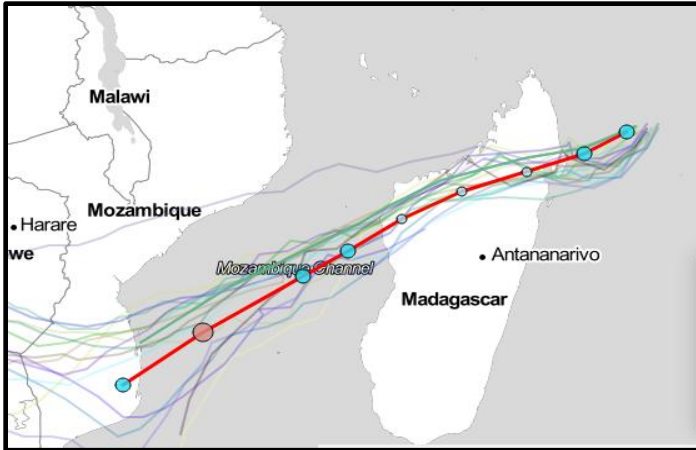 Malawi
Mozambique
Harare
we
Mozambique Channel
Antananarivo
Madagascar